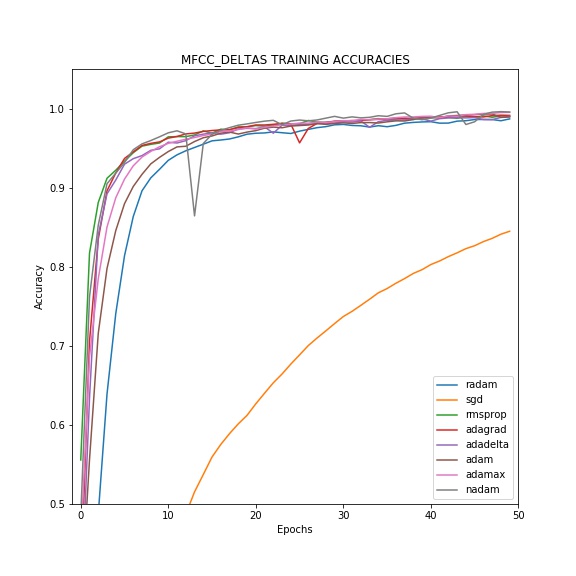 MFCC_DELTAS TRAINING ACCURACIES
1.0
0.9
0.8
0.7
0.6
0.5
Accuracy
0
10
20
30
40
50
Epochs
radam
sgd
rmsprop
adagrad
adadelta
adam
adamax
nadam